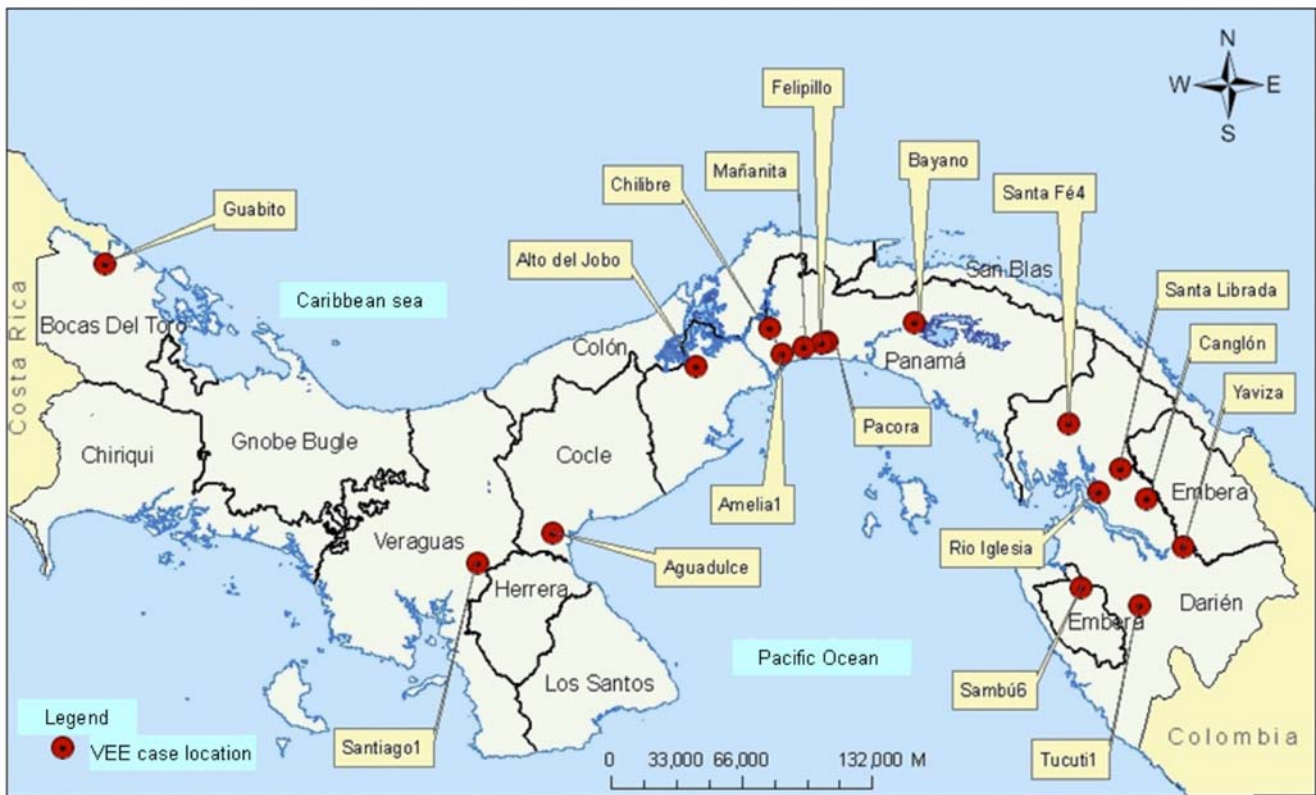 N
W
E
S
Felipillo
Mañanita
Bayano
Chilibre
Santa Fé4
Guabito
Alto del Jobo
San Blas
Santa Librada
Caribbean sea
Bocas Del Toro
Colón
Panamá
Canglón
Costa Rica
Yaviza
Pacora
Gnobe Bugle
Chiriqui
Cocle
Amelia1
Embera
Veraguas
Rio Iglesia
Aguadulce
Herrera
Darién
Embera
Pacific Ocean
Los Santos
Sambú6
Legend
VEE case location
Santiago1
Colombia
Tucuti1
0 33,000 66,000 132,000 M